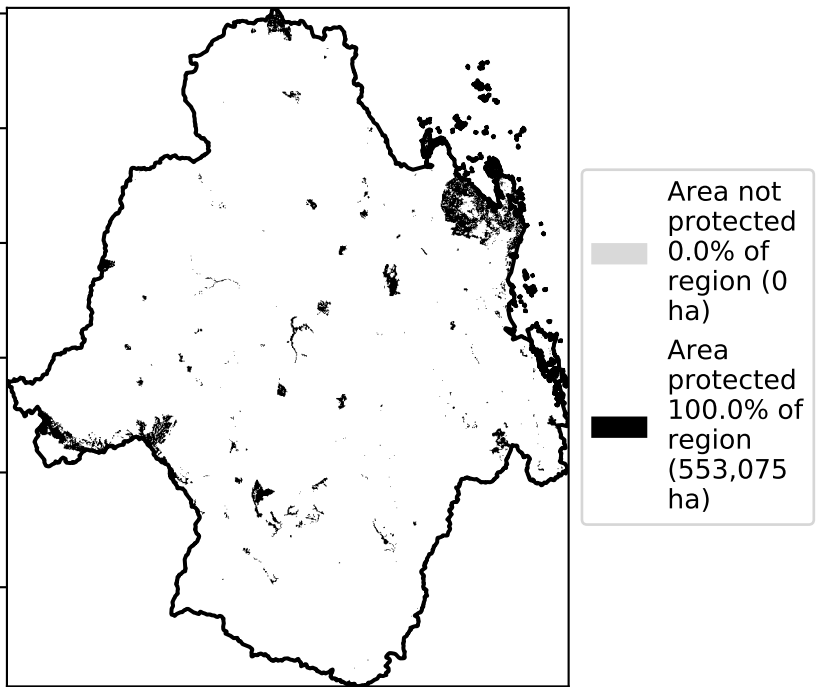 Area not
protected
0.0% of
region (0
ha)
Area
protected
100.0% of
region
(553,075
ha)